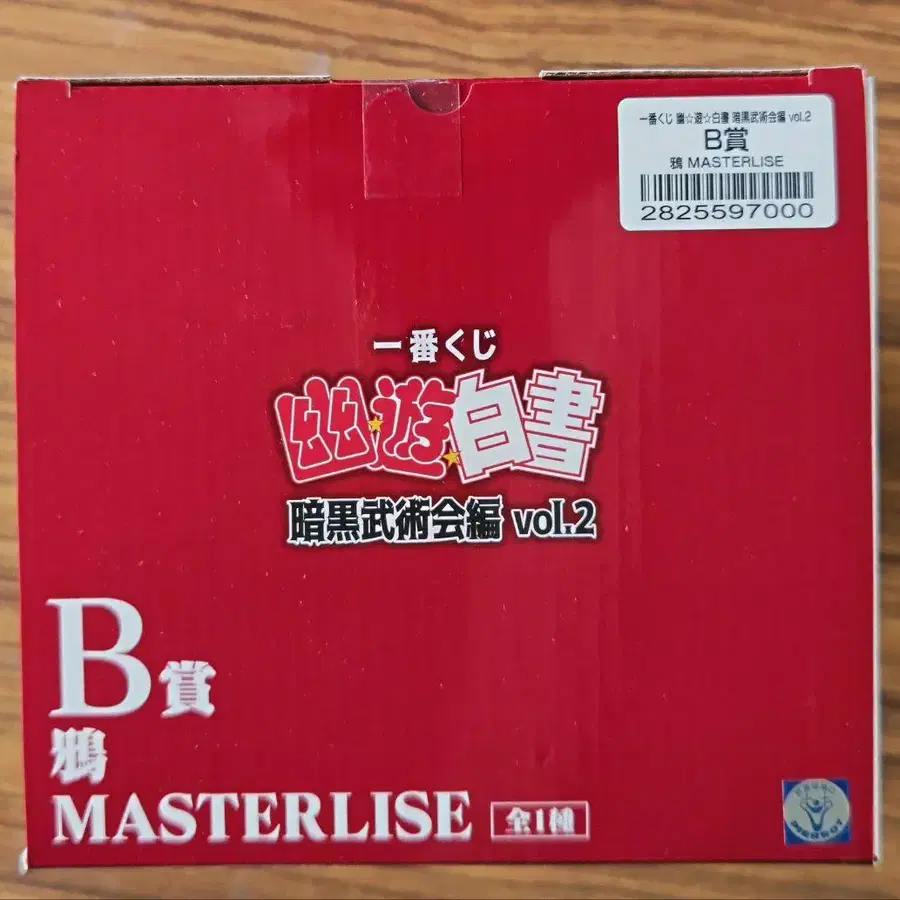 一番くじ 幽☆遊☆白書 暗黒武術会編 vol.2
B賞
鴉 MASTERLISE
2825597000
一番くじ
幽☆遊☆白書
暗黒武術会編 vol.2
B賞
鴉
MASTERLISE 全1種
PIERROT